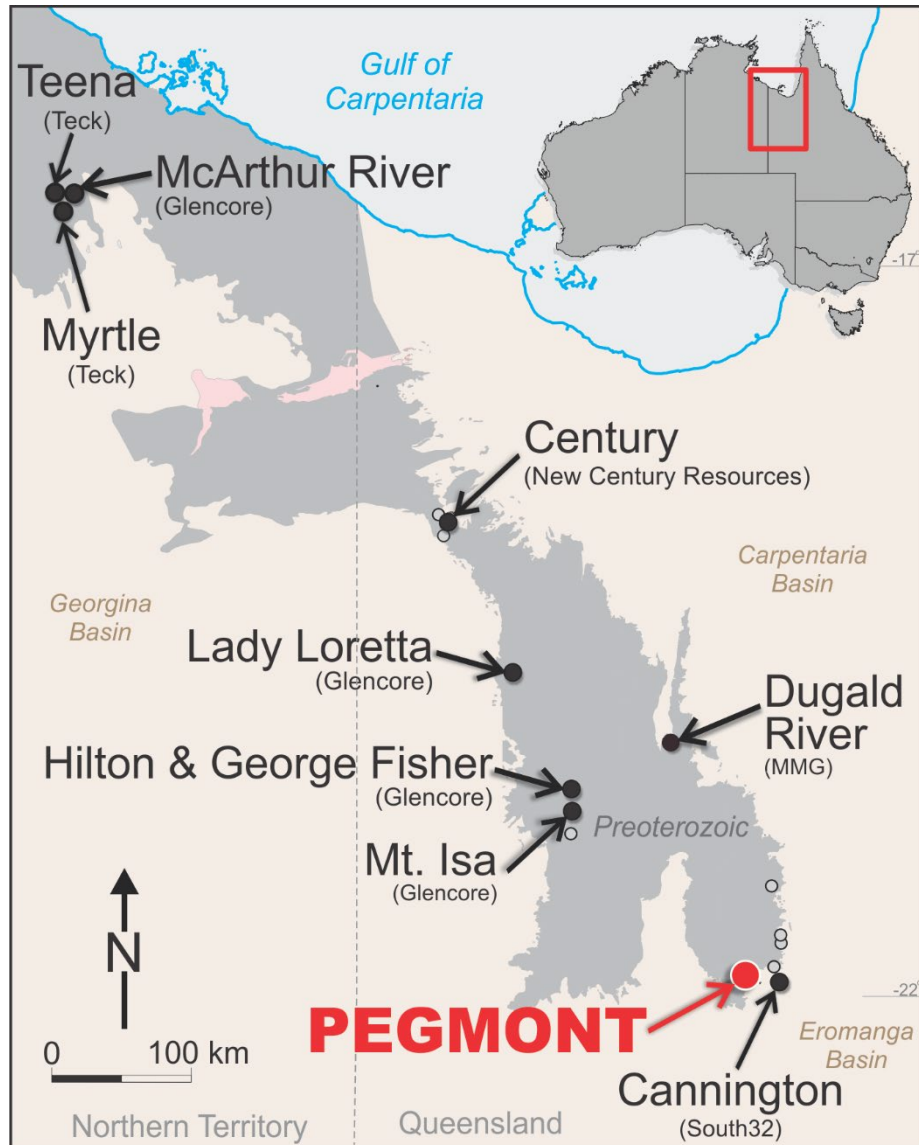 Teena
(Teck)
Gulf of
Carpentaria
McArthur River
(Glencore)
-17°
Myrtle
(Teck)
Century
(New Century Resources)
Carpentaria
Basin
Georgina
Basin
Lady Loretta
(Glencore)
Dugald
River
(MMG)
Hilton & George Fisher
(Glencore)
Preoterozoic
Mt. Isa
(Glencore)
N
-22°
PEGMONT
Eromanga
Basin
0 100 km
Cannington
(South32)
Northern Territory
Queensland